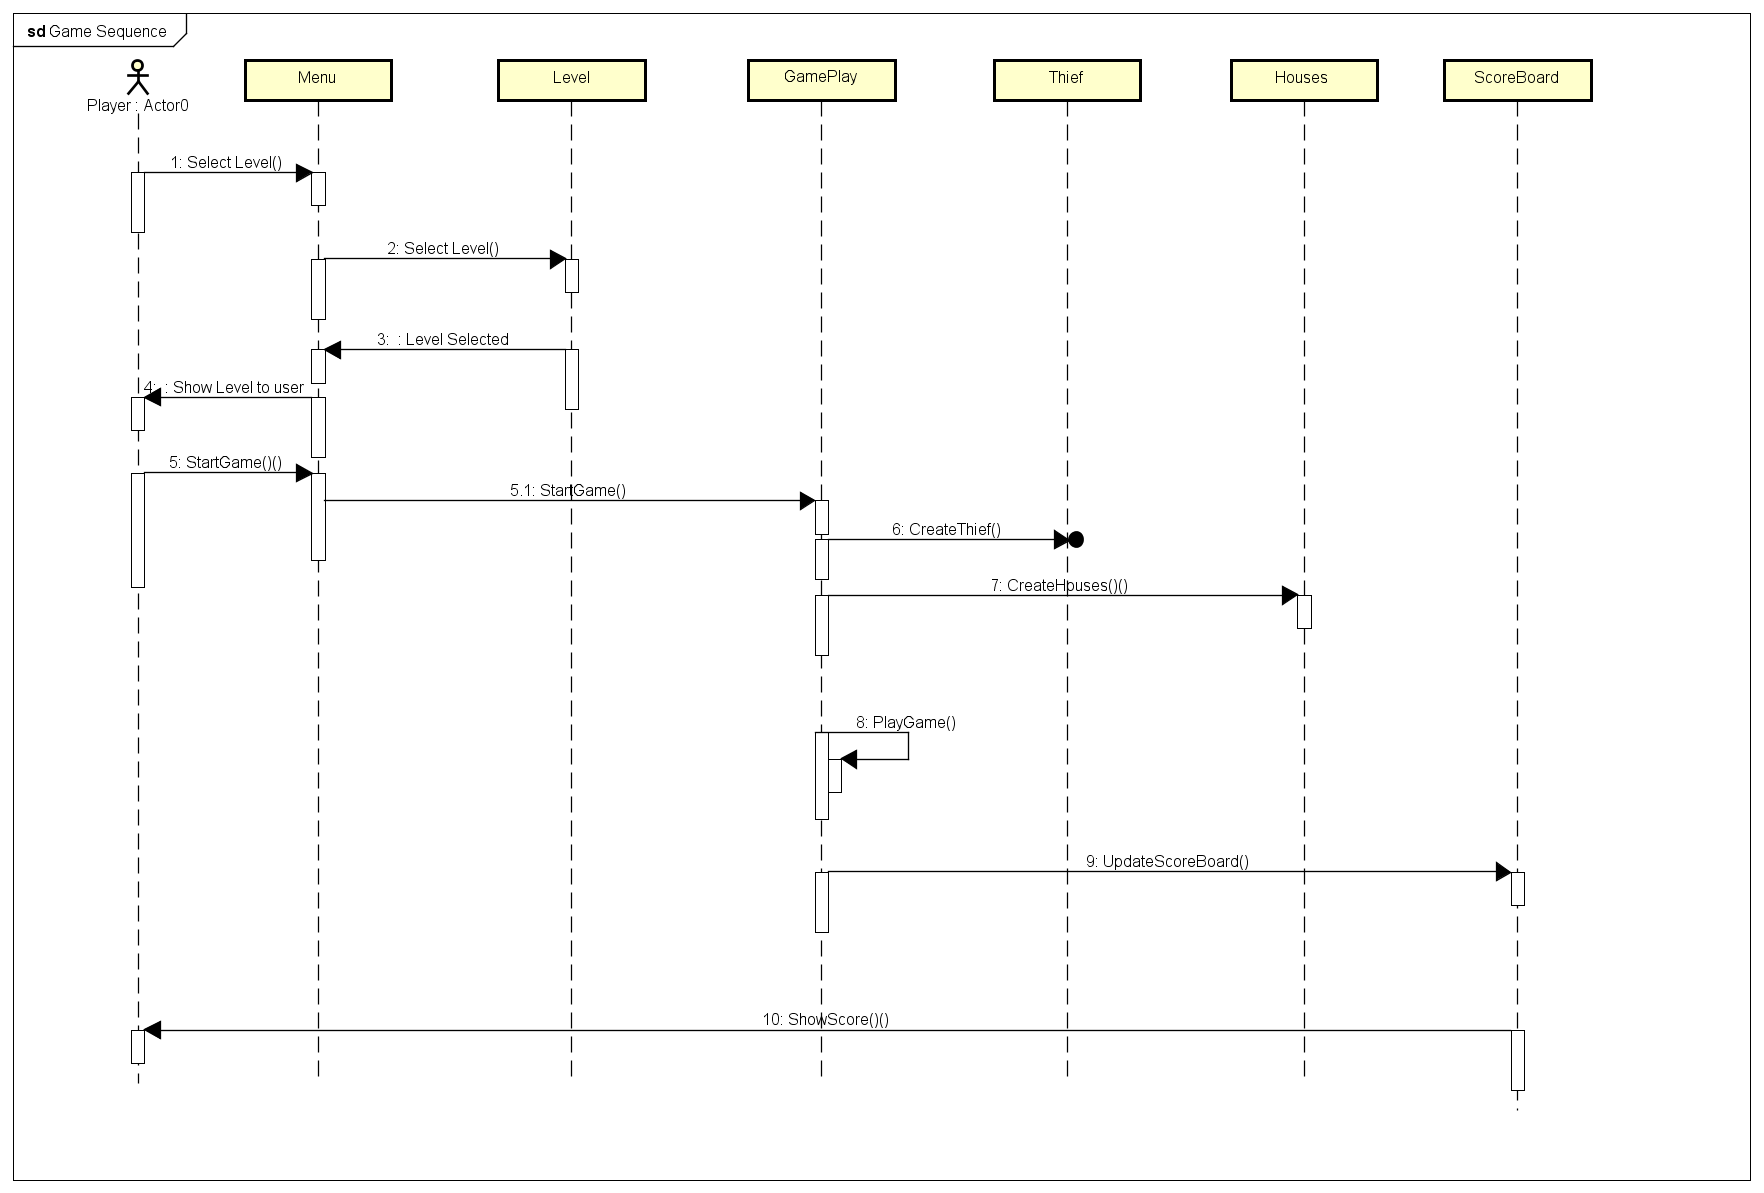 sd Game Sequence
Player : Actor0
Menu
Level
GamePlay
Thief
Houses
ScoreBoard
1: Select Level()
2: Select Level()
3:  : Level Selected
4:  : Show Level to user
5: StartGame()()
5.1: StartGame()
6: CreateThief()
7: CreateHouses()()
8: PlayGame()
9: UpdateScoreBoard()
10: ShowScore()()